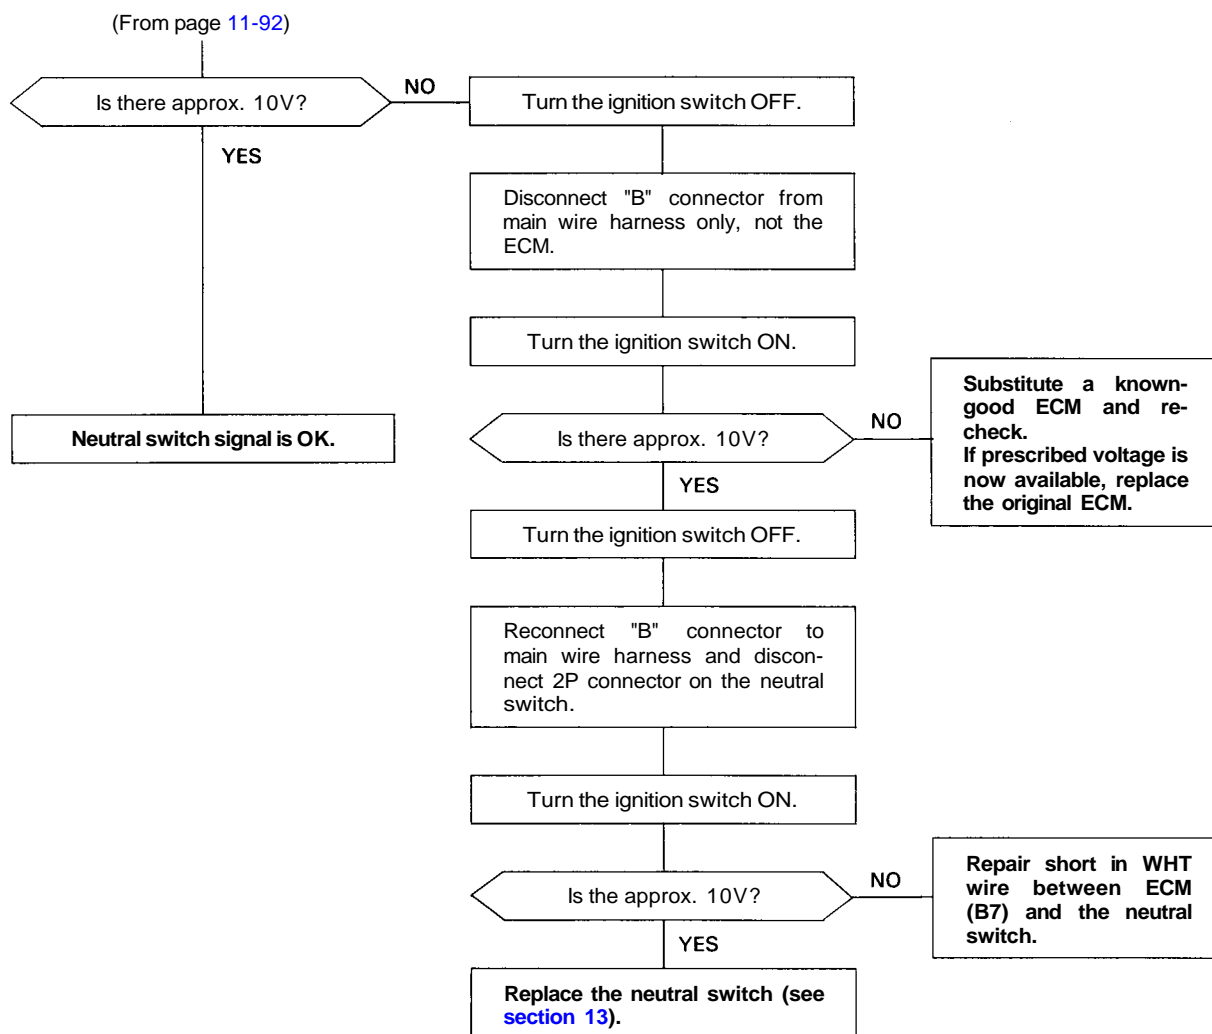 (From page 11-92)
Is there approx. 10V?
NO
Turn the ignition switch OFF.
YES
Disconnect "B" connector from
main wire harness only, not the
ECM.
Turn the ignition switch ON.
Neutral switch signal is OK.
Is there approx. 10V?
NO
Substitute a known-
good ECM and re-
check.
If prescribed voltage is
now available, replace
the original ECM.
YES
Turn the ignition switch OFF.
Reconnect "B" connector to
main wire harness and discon-
nect 2P connector on the neutral
switch.
Turn the ignition switch ON.
Is the approx. 10V?
NO
Repair short in WHT
wire between ECM
(B7) and the neutral
switch.
YES
Replace the neutral switch (see
section 13).